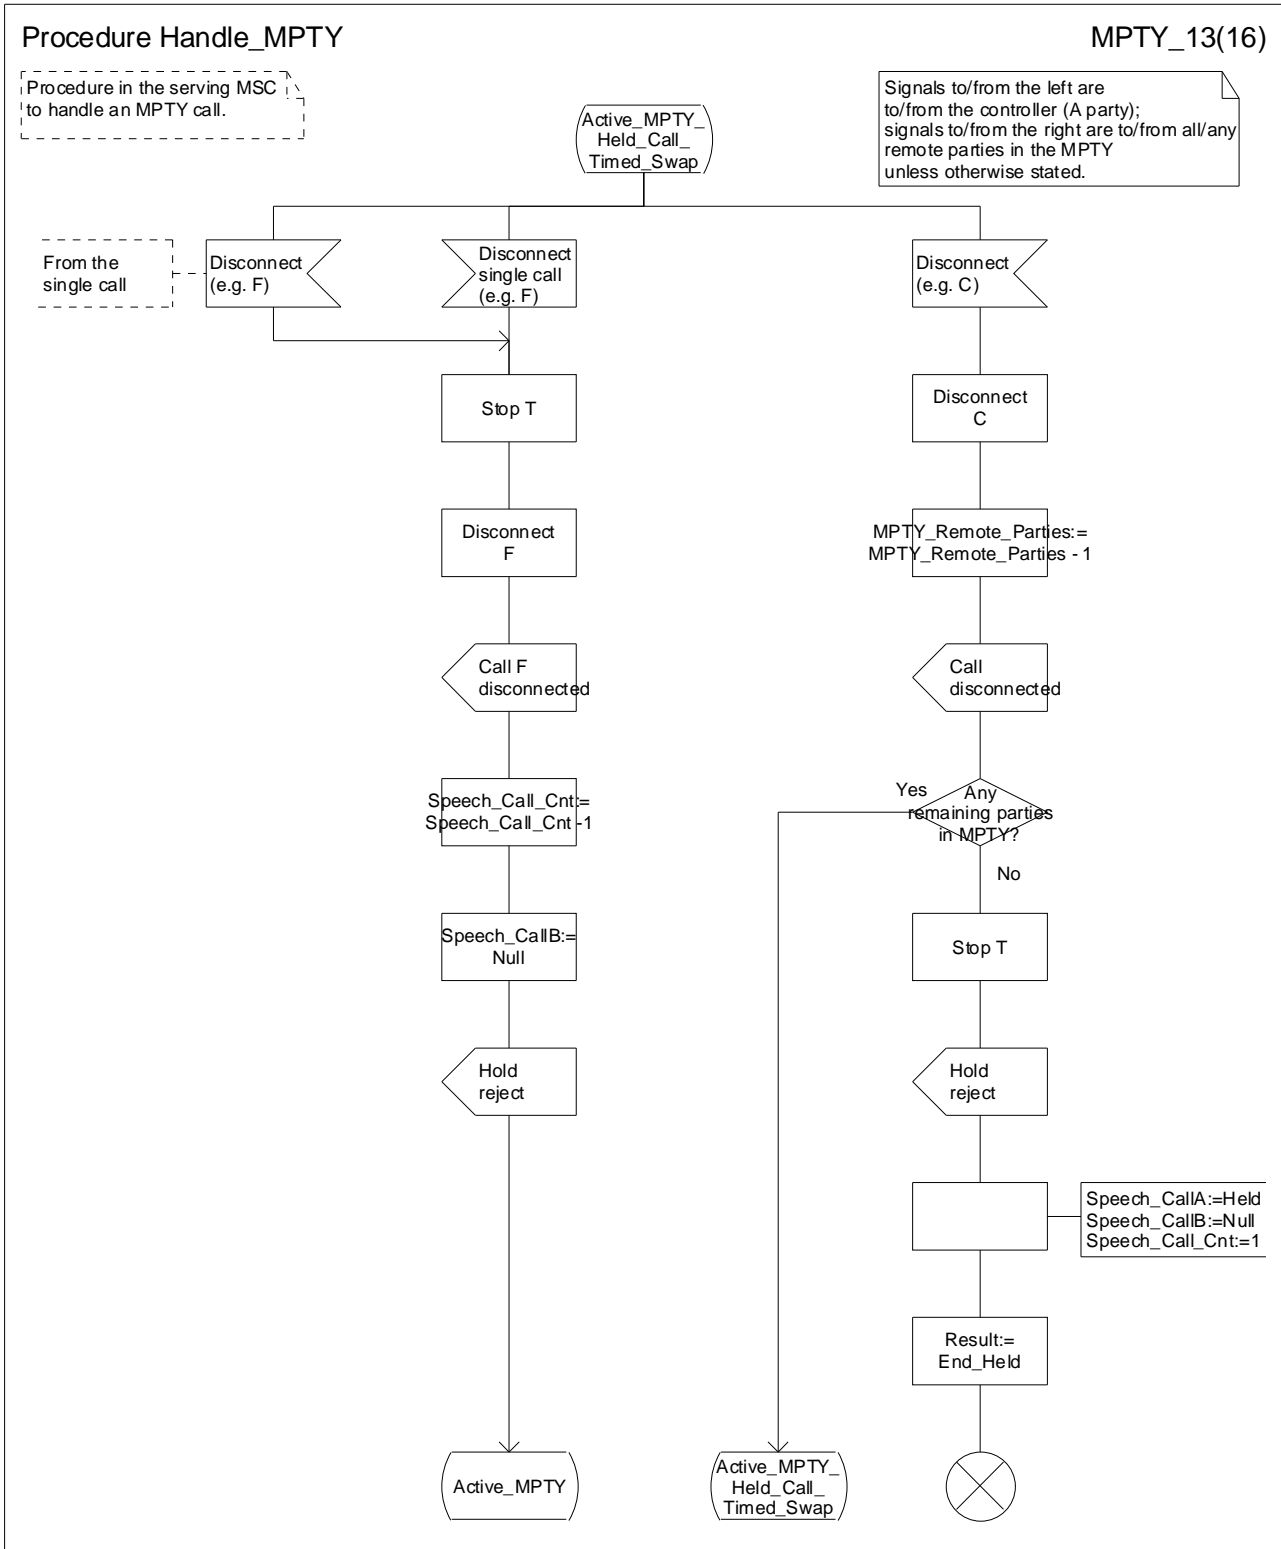 Procedure Handle_MPTY
MPTY_13(16)
Procedure in the serving MSC
to handle an MPTY call.
Signals to/from the left are
to/from the controller (A party);
signals to/from the right are to/from all/any
remote parties in the MPTY
unless otherwise stated.
Active_MPTY_
Held_Call_
Timed_Swap
From the
single call
Disconnect
(e.g. F)
Disconnect
single call
(e.g. F)
Disconnect
(e.g. C)
Stop T
Disconnect
C
Disconnect
F
MPTY_Remote_Parties:=
MPTY_Remote_Parties - 1
Call F
disconnected
Call
disconnected
Speech_Call_Cnt:=
Speech_Call_Cnt -1
Yes
Any
remaining parties
in MPTY?
No
Speech_CallB:=
Null
Stop T
Hold
reject
Hold
reject
Speech_CallA:=Held
Speech_CallB:=Null
Speech_Call_Cnt:=1
Result:=
End_Held
Active_MPTY
Active_MPTY_
Held_Call_
Timed_Swap